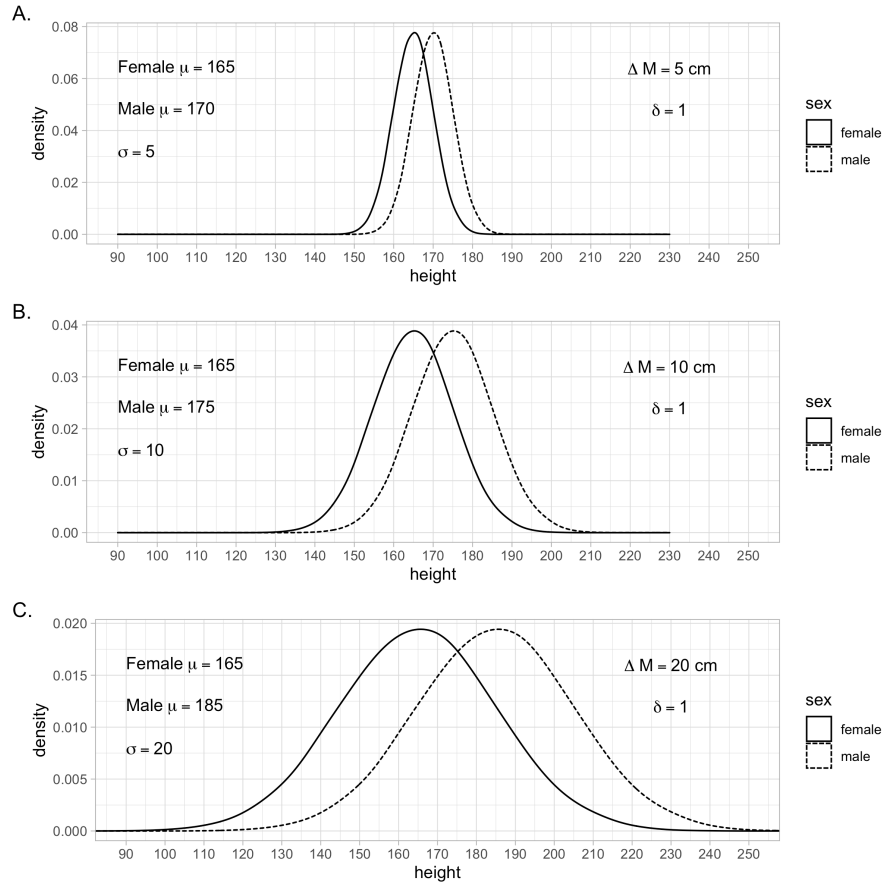 A.
Female μ = 165
Male μ = 170
σ = 5
Δ M = 5 cm
δ = 1
density
0.08
0.06
0.04
0.02
0.00
90 100 110 120 130 140 150 160 170 180 190 200 210 220 230 240 250
height
sex
female
male
B.
Female μ = 165
Male μ = 175
σ = 10
Δ M = 10 cm
δ = 1
density
0.04
0.03
0.02
0.01
0.00
90 100 110 120 130 140 150 160 170 180 190 200 210 220 230 240 250
height
sex
female
male
C.
Female μ = 165
Male μ = 185
σ = 20
Δ M = 20 cm
δ = 1
density
0.020
0.015
0.010
0.005
0.000
90 100 110 120 130 140 150 160 170 180 190 200 210 220 230 240 250
height
sex
female
male